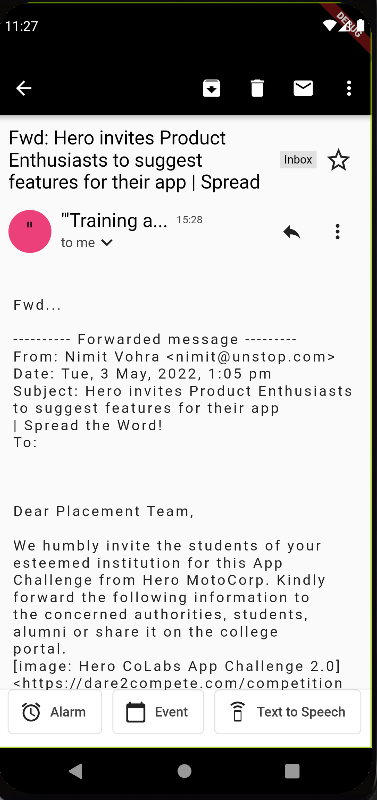 11:27
DEBUG
Fwd: Hero invites Product
Enthusiasts to suggest
features for their app | Spread
Inbox
"
"'Training a...
15:28
to me
Fwd...
---------- Forwarded message ---------
From: Nimit Vohra <nimit@unstop.com>
Date: Tue, 3 May, 2022, 1:05 pm
Subject: Hero invites Product Enthusiasts
to suggest features for their app
| Spread the Word!
To:
Dear Placement Team,
We humbly invite the students of your
esteemed institution for this App
Challenge from Hero MotoCorp. Kindly
forward the following information to
the concerned authorities, students,
alumni or share it on the college
portal.
[image: Hero CoLabs App Challenge 2.0]
<https://dare2compete.com/competition
Alarm
Event
Text to Speech